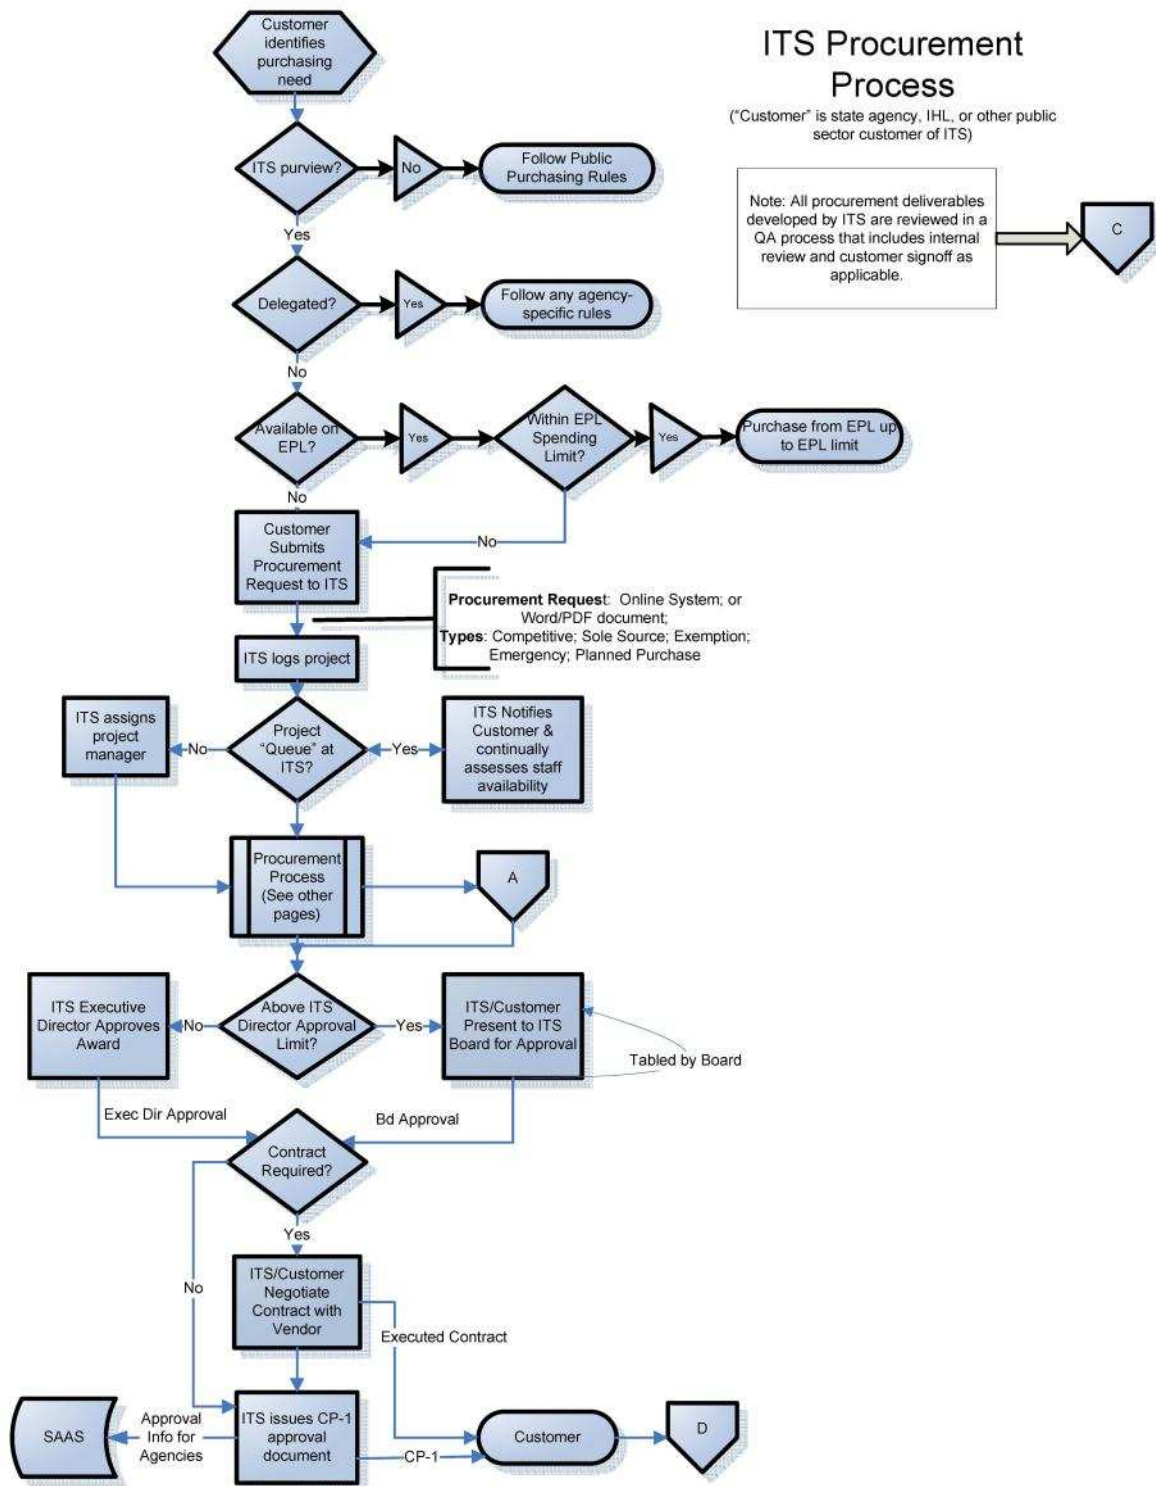 Customer
identifies
purchasing
need
ITS Procurement
Process
("Customer" is state agency, IHL, or other public
sector customer of ITS)
ITS purview?
No
Follow Public
Purchasing Rules
Note: All procurement deliverables
developed by ITS are reviewed in a
QA process that includes internal
review and customer signoff as
applicable.
C
Yes
Delegated?
Yes
Follow any agency-
specific rules
No
Available on
EPL?
Yes
Within EPL
Spending
Limit?
Yes
Purchase from EPL up
to EPL limit
No
No
Customer
Submits
Procurement
Request to ITS
Procurement Request: Online System; or
Word/PDF document;
Types: Competitive; Sole Source; Exemption;
Emergency; Planned Purchase
ITS logs project
ITS assigns
project
manager
No
Project
"Queue" at
ITS?
Yes
ITS Notifies
Customer &
continually
assesses staff
availability
Procurement
Process
(See other
pages)
A
ITS Executive
Director Approves
Award
No
Above ITS
Director Approval
Limit?
Yes
ITS/Customer
Present to ITS
Board for Approval
Tabled by Board
Exec Dir Approval
Bd Approval
Contract
Required?
Yes
No
ITS/Customer
Negotiate
Contract with
Vendor
Executed Contract
SAAS
Approval
Info for
Agencies
ITS issues CP-1
approval
document
CP-1
Customer
D